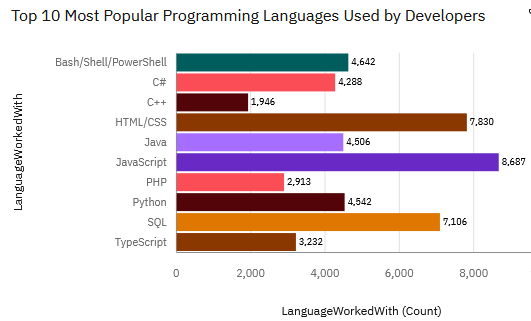 Top 10 Most Popular Programming Languages Used by Developers
LanguageWorkedWith
Bash/Shell/PowerShell 4,642
C# 4,288
C++ 1,946
HTML/CSS 7,830
Java 4,506
JavaScript 8,687
PHP 2,913
Python 4,542
SQL 7,106
TypeScript 3,232
0 2,000 4,000 6,000 8,000
LanguageWorkedWith (Count)